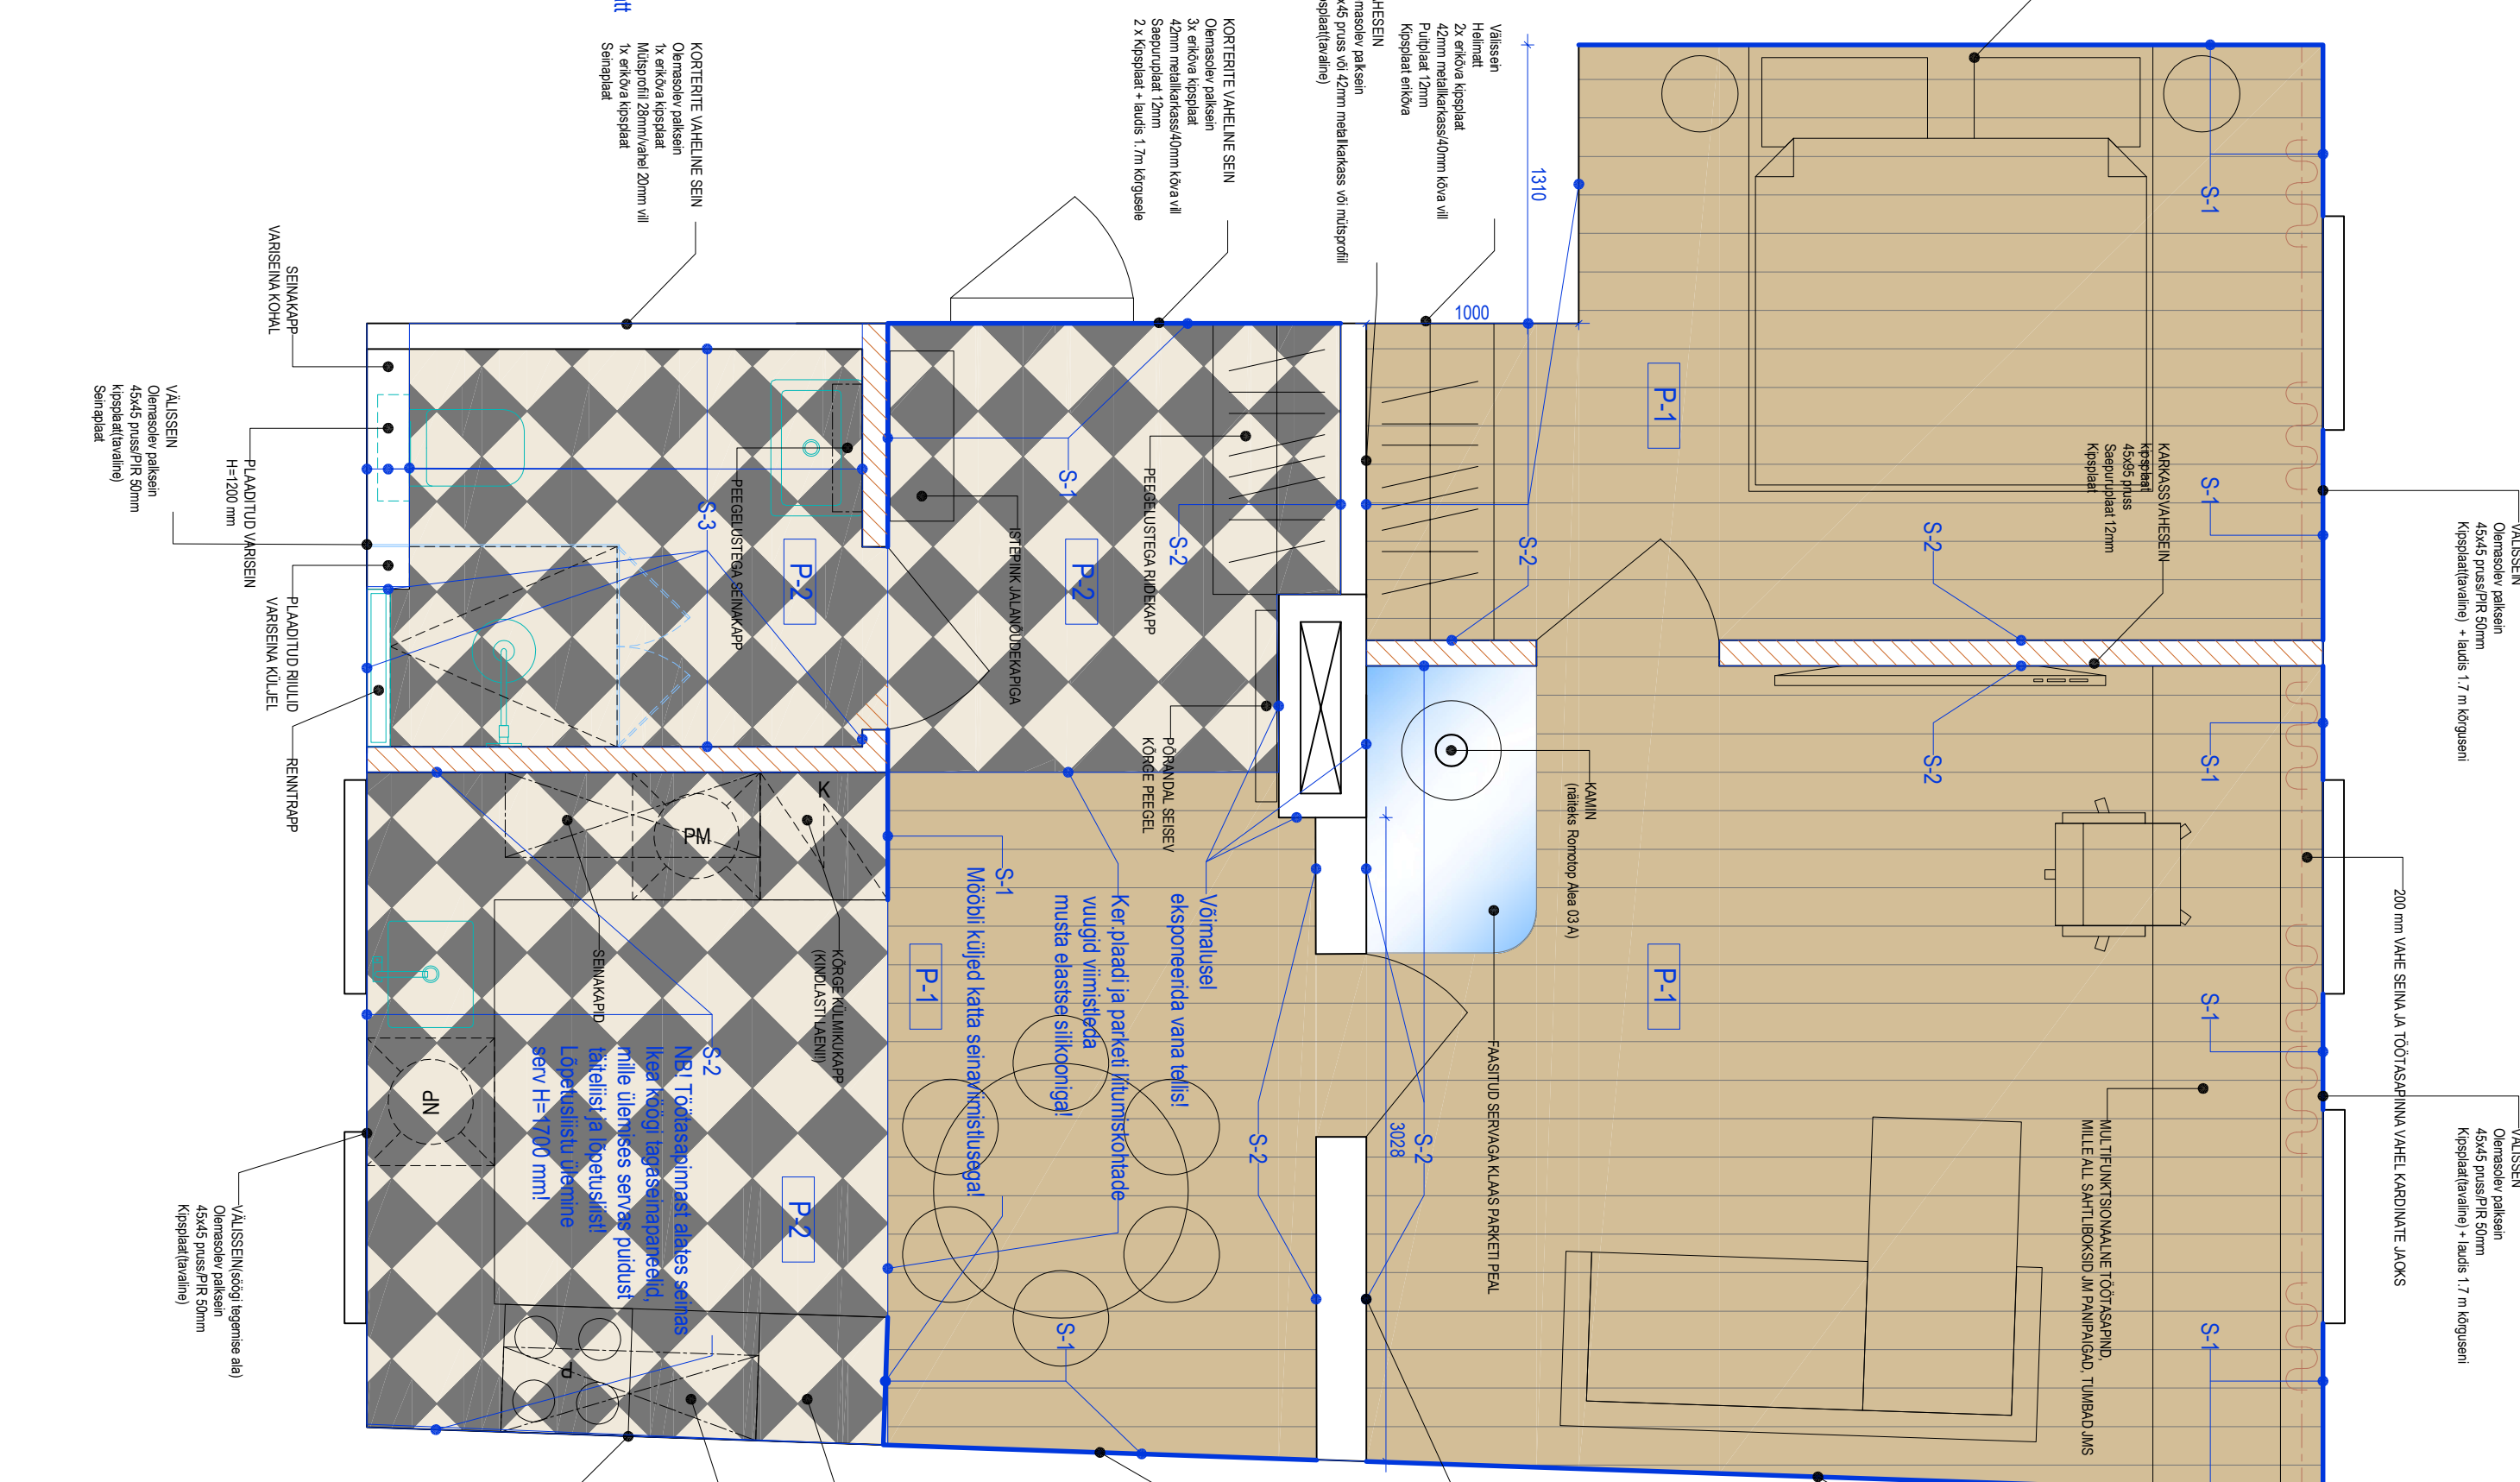 KORTERITE VAHELINE SEIN
Olemasolev palksein
1x erikõva kipsplaat
Mütsprofiil 28mm/vahel 20mm vill
1x erikõva kipsplaat
Seinaplaat
KORTERITE VAHELINE SEIN
Olemasolev palksein
3x erikõva kipsplaat
42mm metallkarkass/40mm kõva vill
Saepuruplaat 12mm
2 x Kipsplaat + laudis 1.7m kõrgusele
Välissein
Helimatt
2x erikõva kipsplaat
42mm metallkarkass/40mm kõva vill
Puitplaat 12mm
Kipsplaat erikõva
1310
1000
S-1
S-1
S-1
S-1
S-1
P-1
KARKASSVAHESEIN
kipsplaat
45x95 pruss
Saepuruplaat 12mm
Kipsplaat
S-2
S-2
S-2
VÄLISSEIN
Olemasolev palksein
45x45 pruss/PIR 50mm
Kipsplaat(tavaline) + laudis 1.7 m kõrguseni
200 mm VAHE SEINA JA TÖÖTASAPINNA VAHEL KARDINATE JAOKS
VÄLISSEIN
Olemasolev palksein
45x45 pruss/PIR 50mm
Kipsplaat(tavaline) + laudis 1.7 m kõrguseni
MULTIFUNKTSIONAALNE TÖÖTASAPIND,
MILLE ALL SAHTLIBOKSID JM PANIPAIGAD, TUMBAD JMS
KAMIN
(näiteks Romotop Alea 03 A)
P-1
FAASITUD SERVAGA KLAAS PARKETI PEAL
3028
S-2
S-2
SEINAKAPP
VARISEINA KOHAL
VÄLISSEIN
Olemasolev palksein
45x45 pruss/PIR 50mm
kipsplaat(tavaline)
Seinaplaat
PLAADITUD VARISEIN
H=1200 mm
PLAADITUD RIIULID
VARISEINA KÜLJEL
RENNTRAPP
S-3
PEEGELUSTEGA SEINAKAPP
P-2
ISTEPINK JALANÕUDEKAPIGA
S-1
P-2
S-2
PEEGELUSTEGA RIIDEKAPP
PÕRANDAL SEISEV
KÕRGE PEEGEL
Võimalusel
eksponeerida vana tellis!
Ker.plaadi ja parketi liitumiskohtade
vuugid viimistleda
musta elastse silikooniga!
S-1
Mööbli küljed katta seinaviimistlusega!
P-1
S-1
K
PM
KÕRGE KÜLMIKUKAPP
(KINDLASTI LAENI!)
SEINAKAPID
S-2
NB! Töötasapinnast alates seinas
Ikea köögi tagaseinapaneelid,
mille ülemises servas puidust
täiteliist ja lõpetusliist!
Lõpetusliistu ülemine
serv H=1700 mm!
P-2
NP
P
VÄLISSEIN(söögi tegemise ala)
Olemasolev palksein
45x45 pruss/PIR 50mm
Kipsplaat(tavaline)